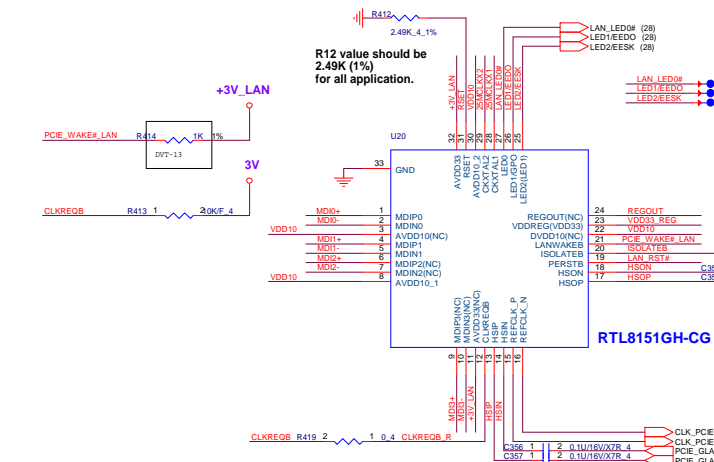 R412
2.49K_4_1%
R12 value should be
2.49K (1%)
for all application.
LAN_LED0# (28)
LED1/EEDO (28)
LED2/EESK (28)
LAN_LED0#
LED1/EEDO
LED2/EESK
+3V_LAN
PCIE_WAKE#_LAN R414 1K 1%
DVT-13
3V
CLKREQB R413 1 2 10K/F_4
+3V_LAN
RSET
VDD10
25MCLKX2
25MCLKX1
LAN_LED0#
LED1/EEDO
LED2/EESK
32 31 30 29 28 27 26 25
U20
AVDD33
RSET
AVDD10_2
CKXTAL2
CKXTAL1
LED0
LED1/GPO
LED2(LED1)
33 GND
MDI0+ 1 MDIP0
MDI0- 2 MDIN0
VDD10 3 AVDD10(NC)
MDI1+ 4 MDIP1
MDI1- 5 MDIN1
MDI2+ 6 MDIP2(NC)
MDI2- 7 MDIN2(NC)
VDD10 8 AVDD10_1
REGOUT(NC) 24 REGOUT
VDDREG(VDD33) 23 VDD33_REG
DVDD10(NC) 22 VDD10
LANWAKEB 21 PCIE_WAKE#_LAN
ISOLATEB 20 ISOLATEB
PERSTB 19 LAN_RST#
HSON 18 HSON
HSOP 17 HSOP
RTL8151GH-CG
MDIP3(NC)
MDIN3(NC)
AVDD33(NC)
CLKREQB
HSIP
HSIN
REFCLK_P
REFCLK_N
9 10 11 12 13 14 15 16
MDI3+
MDI3-
+3V_LAN
HSIP
HSIN
CLKREQB R419 2 1 0_4 CLKREQB_R
CLK_PCIE
CLK_PCIE
C356 1 2 0.1U/16V/X7R_4 PCIE_GLA
C357 1 2 0.1U/16V/X7R_4 PCIE_GLA